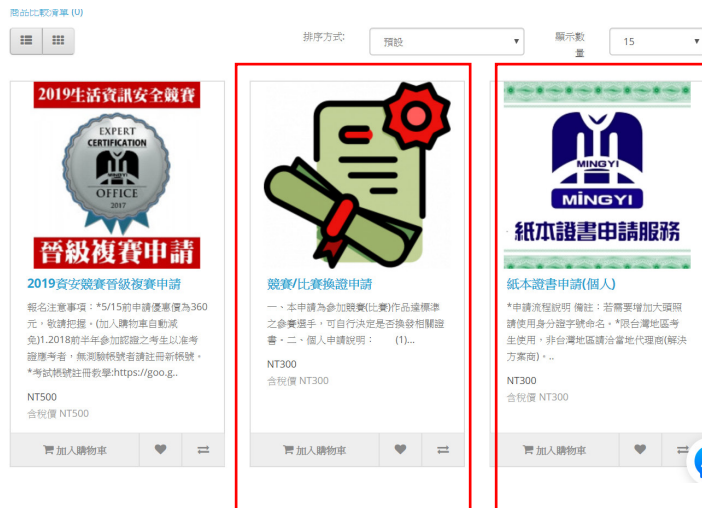 商品比較清單 (0)
排序方式:
預設
顯示數
量
15
2019生活資訊安全競賽
EXPERT
CERTIFICATION
MINGYI
OFFICE
2017
晉級複賽申請
2019資安競賽晉級複賽申請
報名注意事項：*5/15前申請優惠價為360
元，敬請把握。(加入購物車自動減
免)1.2018前半年參加認證之考生以准考
證應考者，無測驗帳號者請註冊新帳號。
*考試帳號註冊教學:https://goo.g..
NT500
含稅價 NT500
加入購物車
競賽/比賽換證申請
一、本申請為參加競賽(比賽)作品達標準
之參賽選手，可自行決定是否換發相關證
書。二、個人申請說明： (1)...
NT300
含稅價 NT300
加入購物車
MINGYI
MINGYI
紙本證書申請服務
紙本證書申請(個人)
*申請流程說明 備註：若需要增加大頭照
請使用身分證字號命名。*限台灣地區考
生使用，非台灣地區請洽當地代理商(解決
方案商)。..
NT300
含稅價 NT300
加入購物車